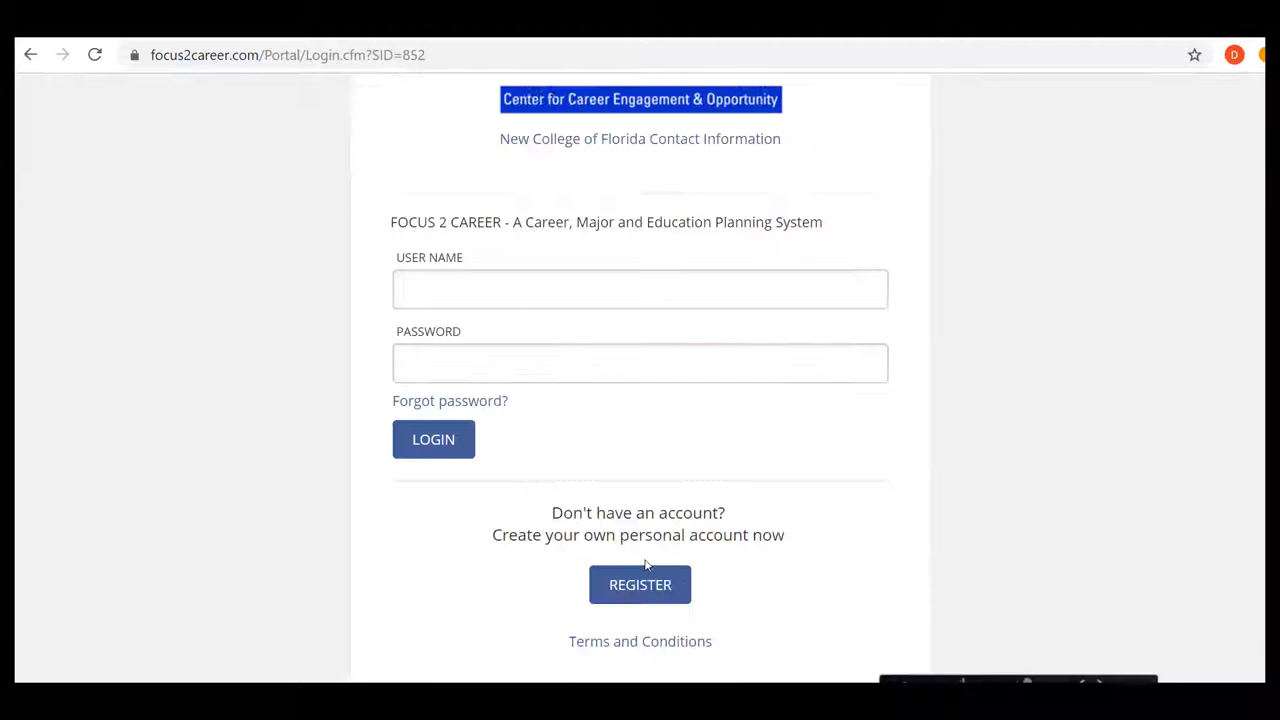 focus2career.com/Portal/Login.cfm?SID=852
D
Center for Career Engagement & Opportunity
New College of Florida Contact Information
FOCUS 2 CAREER - A Career, Major and Education Planning System
USER NAME
PASSWORD
Forgot password?
LOGIN
Don't have an account?
Create your own personal account now
REGISTER
Terms and Conditions